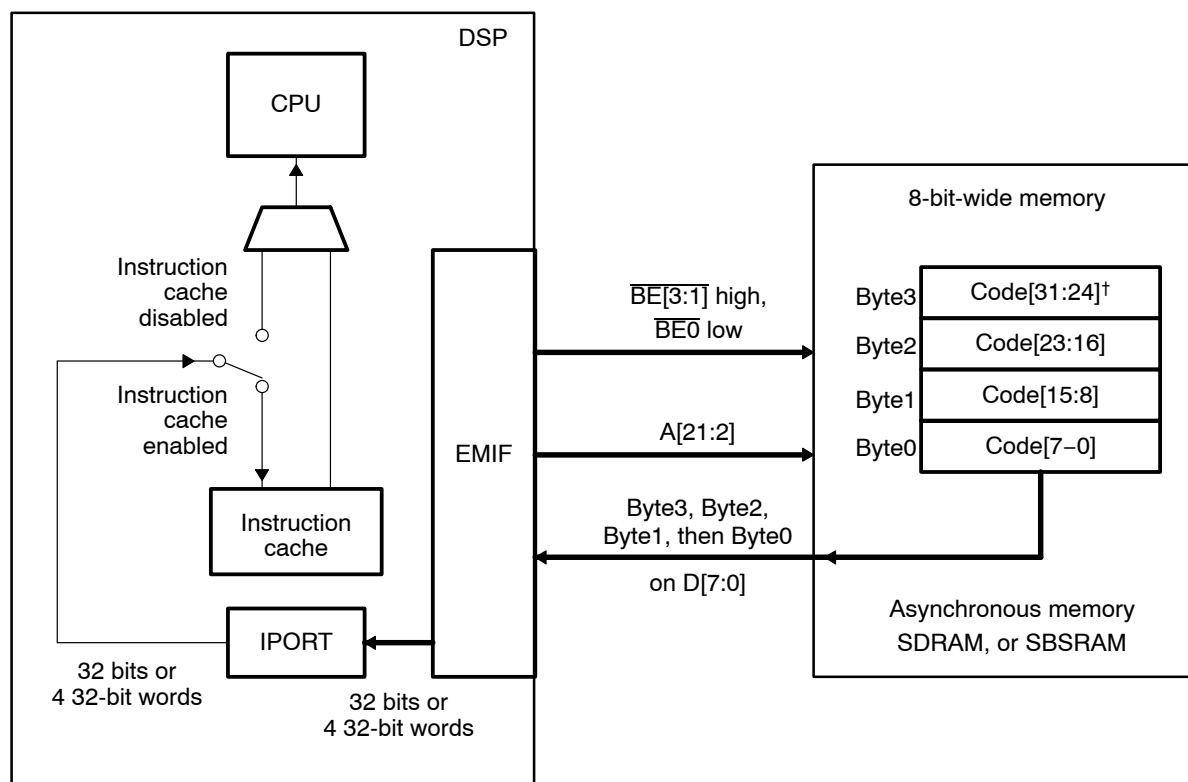 DSP
CPU
Instruction
cache
disabled
Instruction
cache
enabled
Instruction
cache
IPORT
32 bits or
4 32-bit words
32 bits or
4 32-bit words
EMIF
BE[3:1] high,
BE0 low
A[21:2]
Byte3, Byte2,
Byte1, then Byte0
on D[7:0]
8-bit-wide memory
Byte3 Code[31:24]†
Byte2 Code[23:16]
Byte1 Code[15:8]
Byte0 Code[7–0]
Asynchronous memory
SDRAM, or SBSRAM